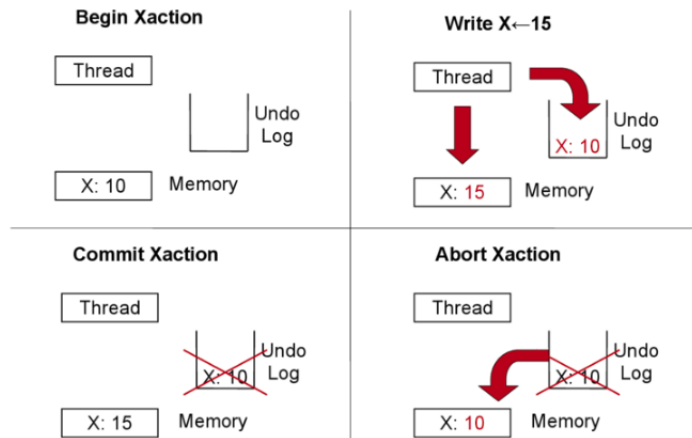 Begin Xaction
Thread
Undo
Log
X: 10
Memory
Write X←15
Thread
Undo
Log
X: 10
X: 15
Memory
Commit Xaction
Thread
Undo
Log
X: 10
X: 15
Memory
Abort Xaction
Thread
Undo
Log
X: 10
X: 10
Memory